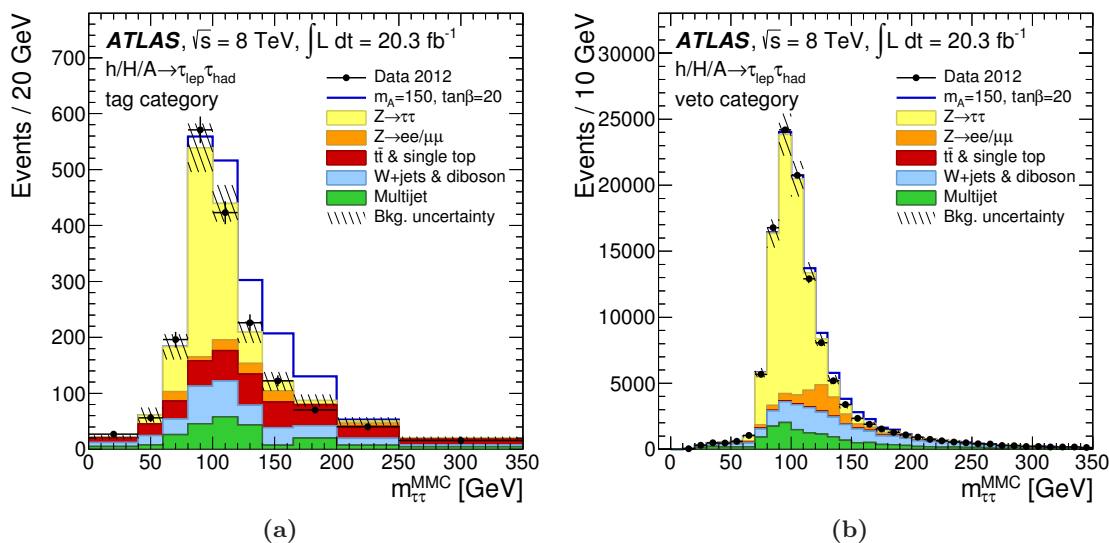 ATLAS, √s = 8 TeV, ∫L dt = 20.3 fb⁻¹
h/H/A→τ_lepτ_had
tag category
Data 2012
m_A=150, tanβ=20
Z→ττ
Z→ee/μμ
tt̄ & single top
W+jets & diboson
Multijet
Bkg. uncertainty
Events / 20 GeV
700
600
500
400
300
200
100
0
0 50 100 150 200 250 300 350
m_ττ^MMC [GeV]
(a)
ATLAS, √s = 8 TeV, ∫L dt = 20.3 fb⁻¹
h/H/A→τ_lepτ_had
veto category
Data 2012
m_A=150, tanβ=20
Z→ττ
Z→ee/μμ
tt̄ & single top
W+jets & diboson
Multijet
Bkg. uncertainty
Events / 10 GeV
30000
25000
20000
15000
10000
5000
0
0 50 100 150 200 250 300 350
m_ττ^MMC [GeV]
(b)